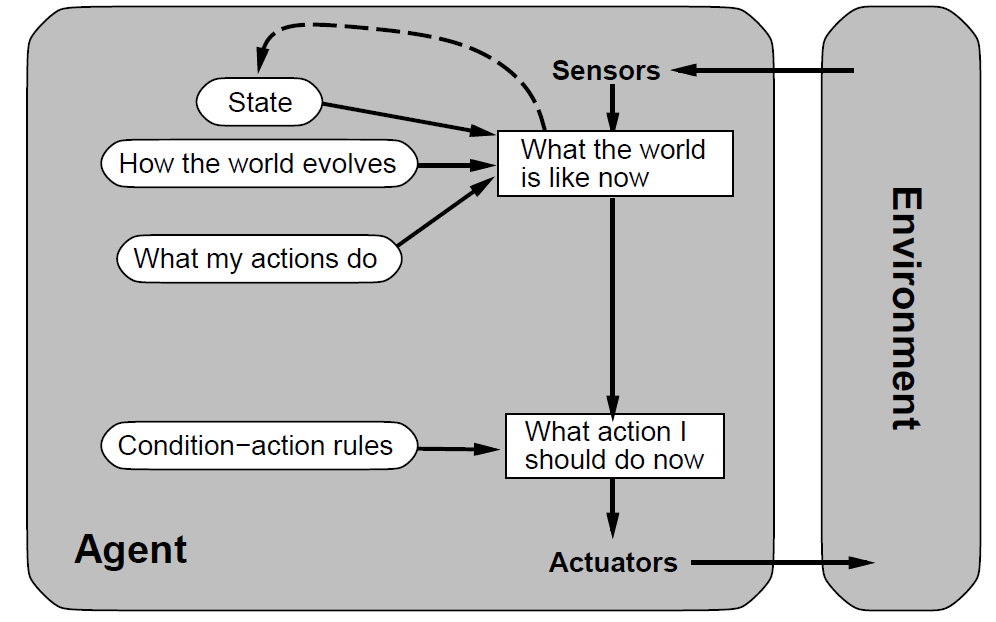 Sensors
State
What the world
is like now
How the world evolves
What my actions do
Environment
What action I
should do now
Condition−action rules
Agent
Actuators